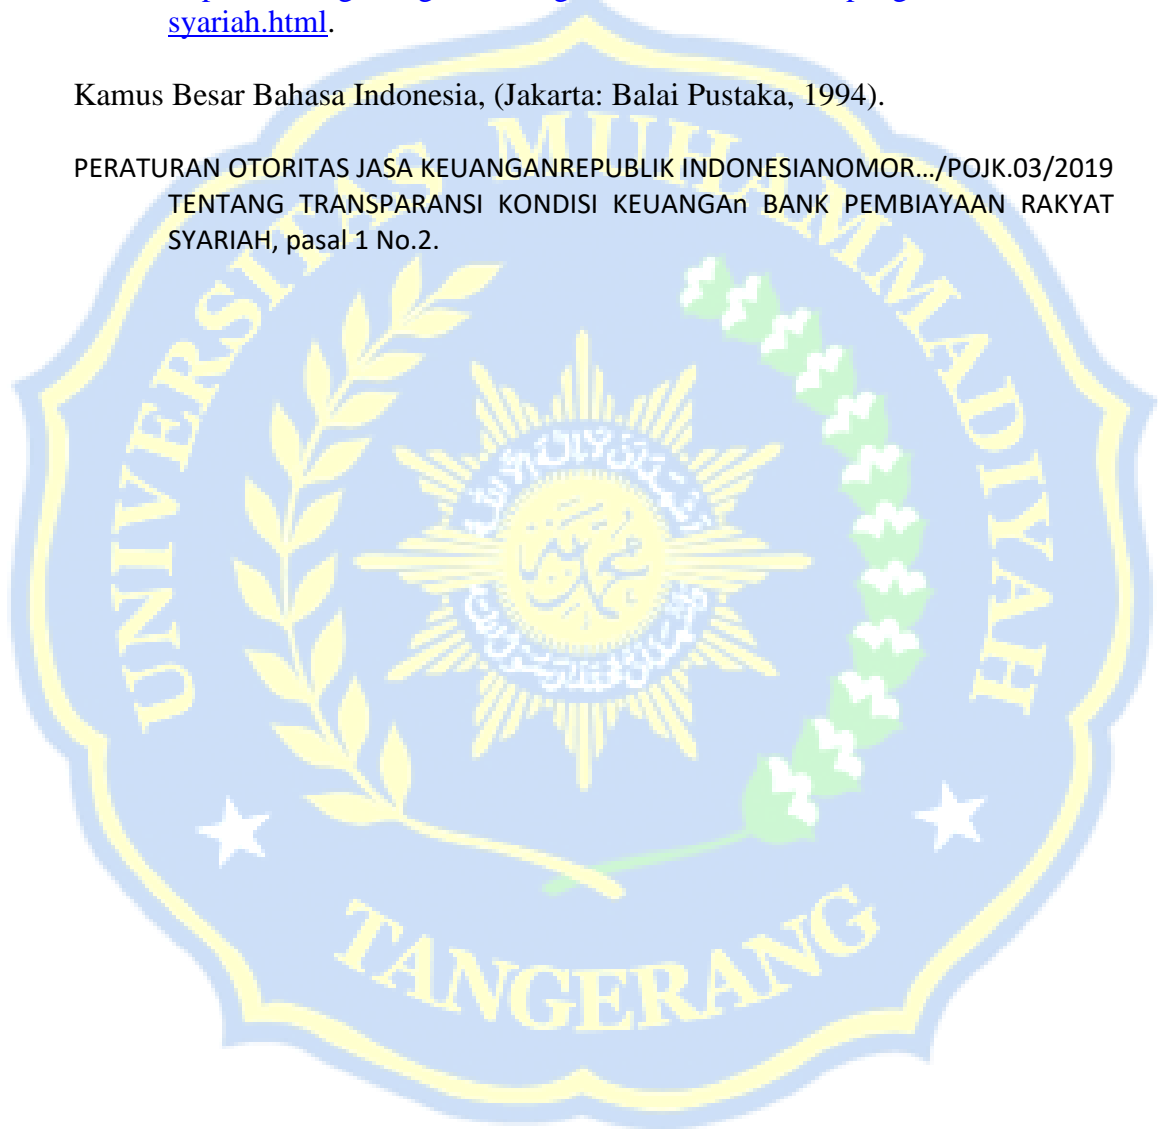 syariah.html.
Kamus Besar Bahasa Indonesia, (Jakarta: Balai Pustaka, 1994).
PERATURAN OTORITAS JASA KEUANGANREPUBLIK INDONESIANOMOR.../POJK.03/2019
TENTANG TRANSPARANSI KONDISI KEUANGAn BANK PEMBIAYAAN RAKYAT
SYARIAH, pasal 1 No.2.
UNIVERSITAS MUHAMMADIYAH
TANGERANG